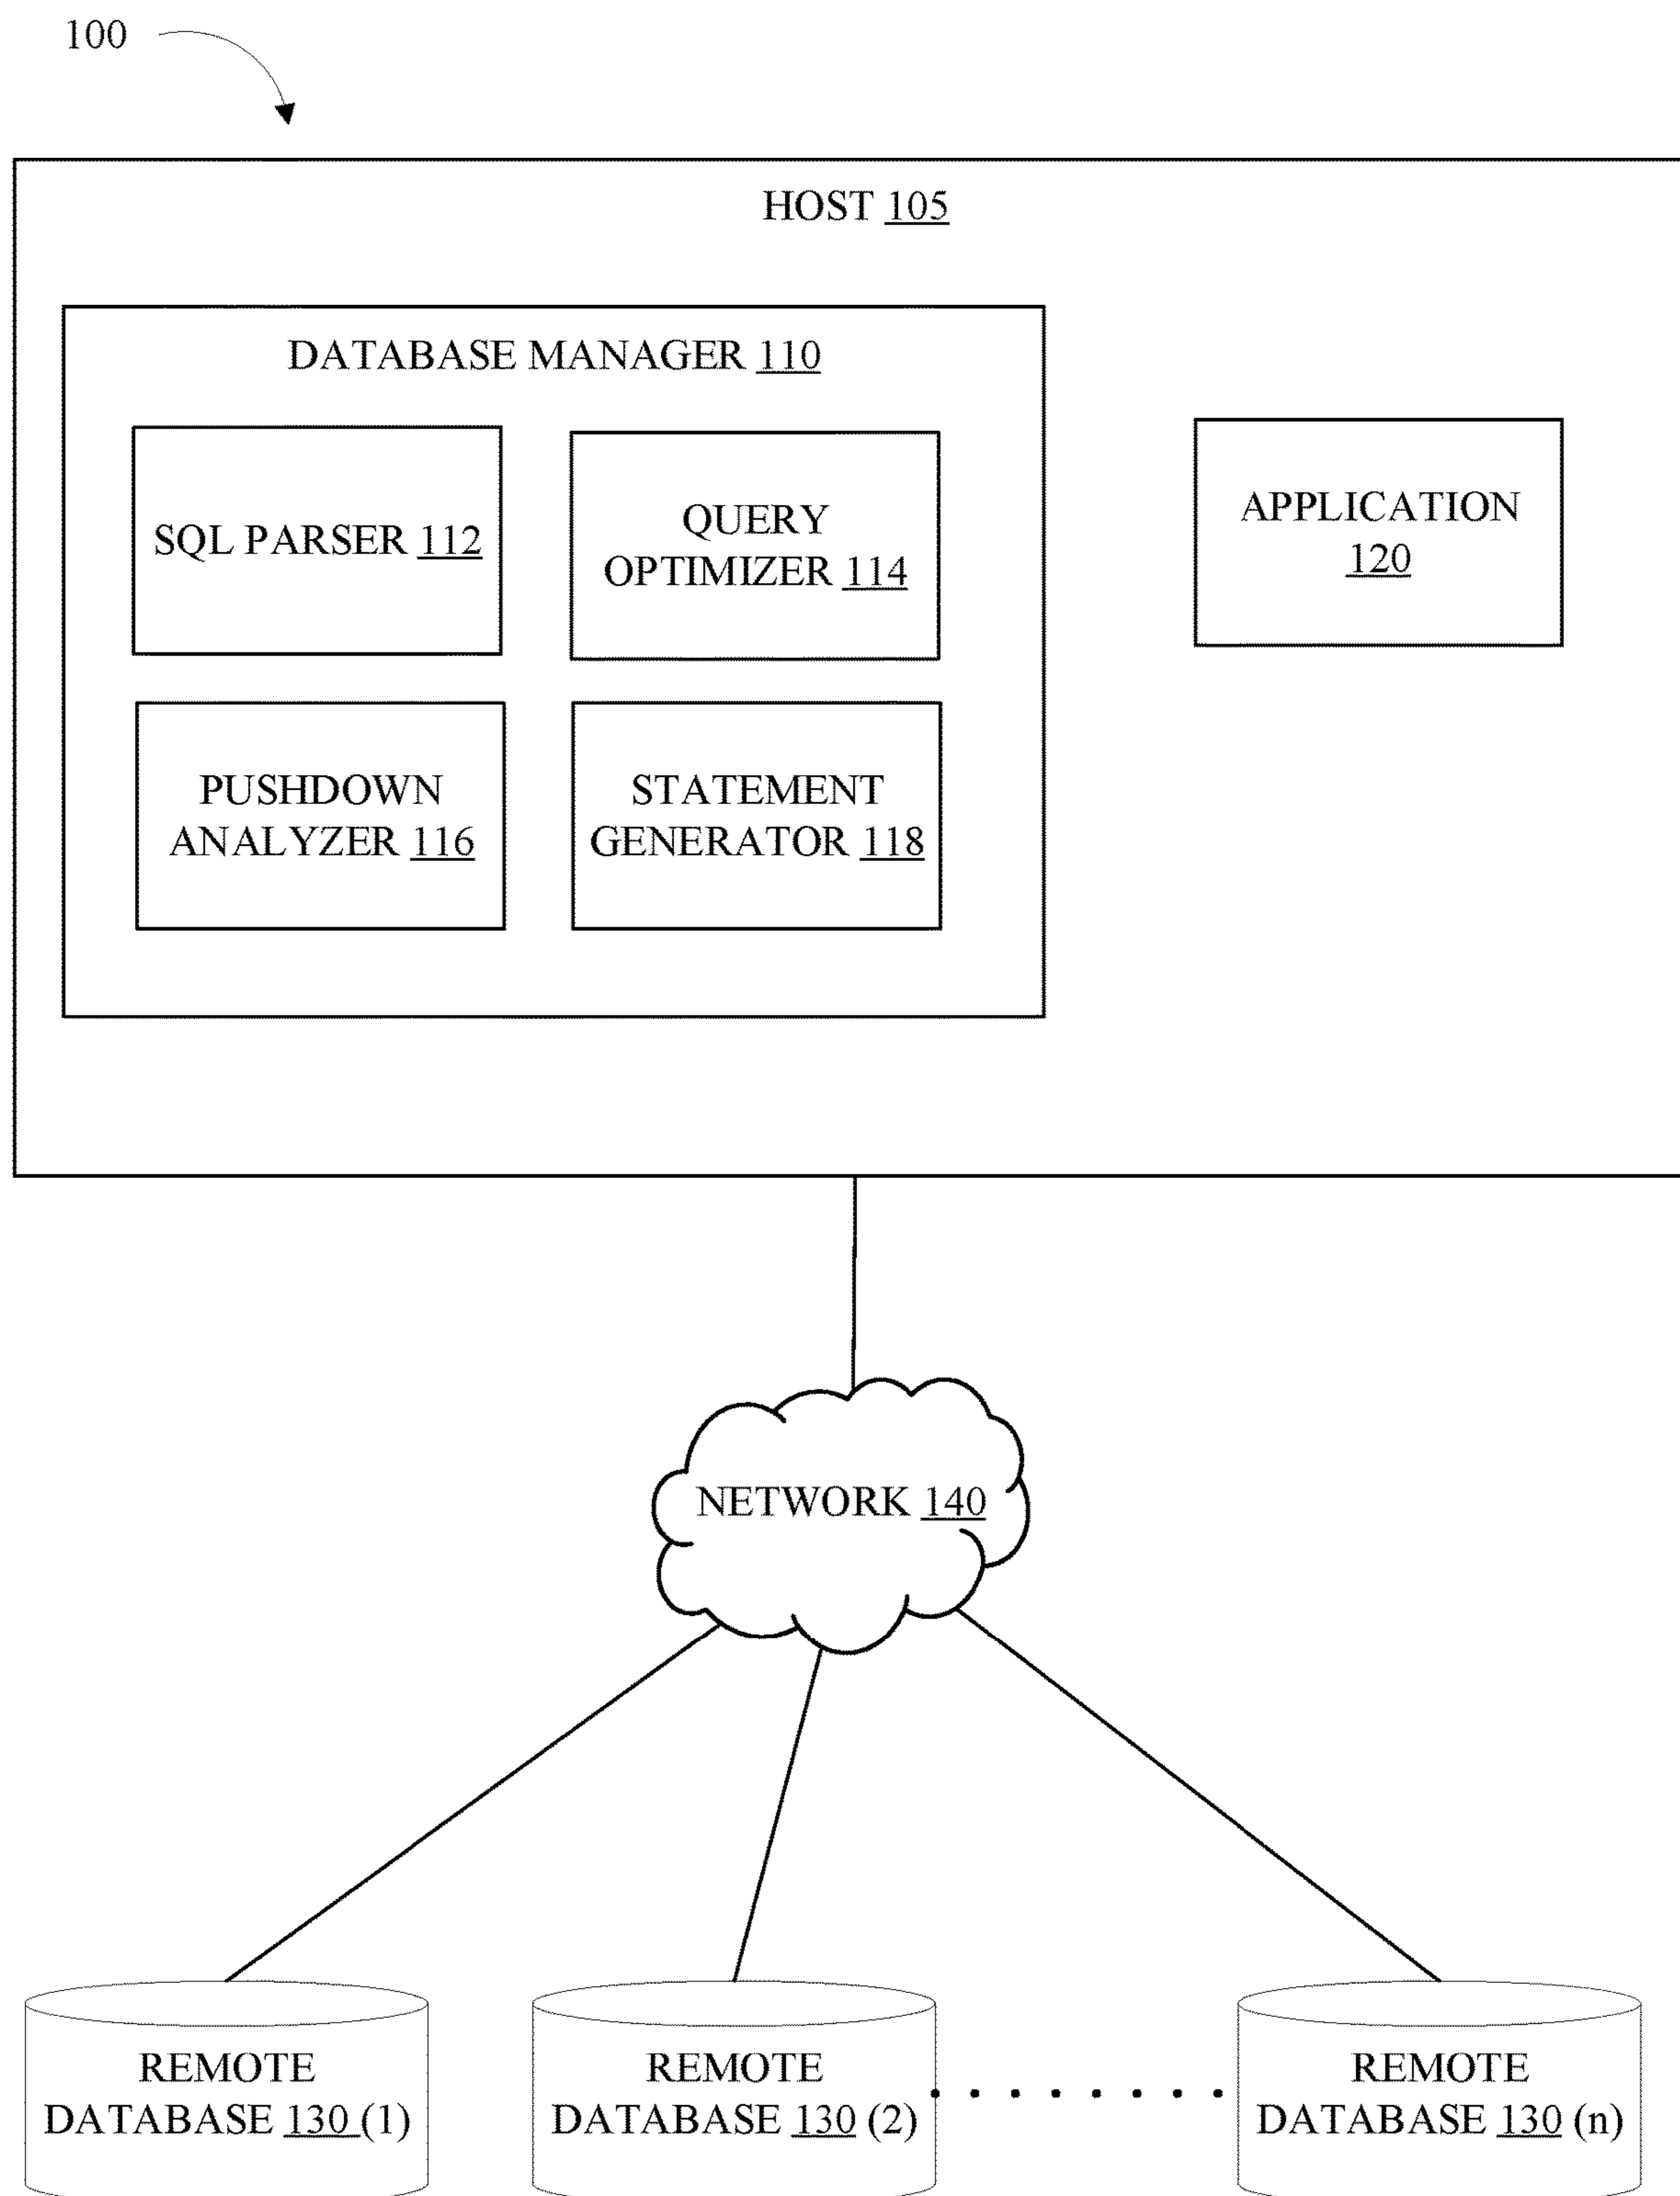 100
HOST 105
DATABASE MANAGER 110
SQL PARSER 112
QUERY
OPTIMIZER 114
APPLICATION
120
PUSHDOWN
ANALYZER 116
STATEMENT
GENERATOR 118
NETWORK 140
REMOTE
DATABASE 130 (1)
REMOTE
DATABASE 130 (2)
REMOTE
DATABASE 130 (n)